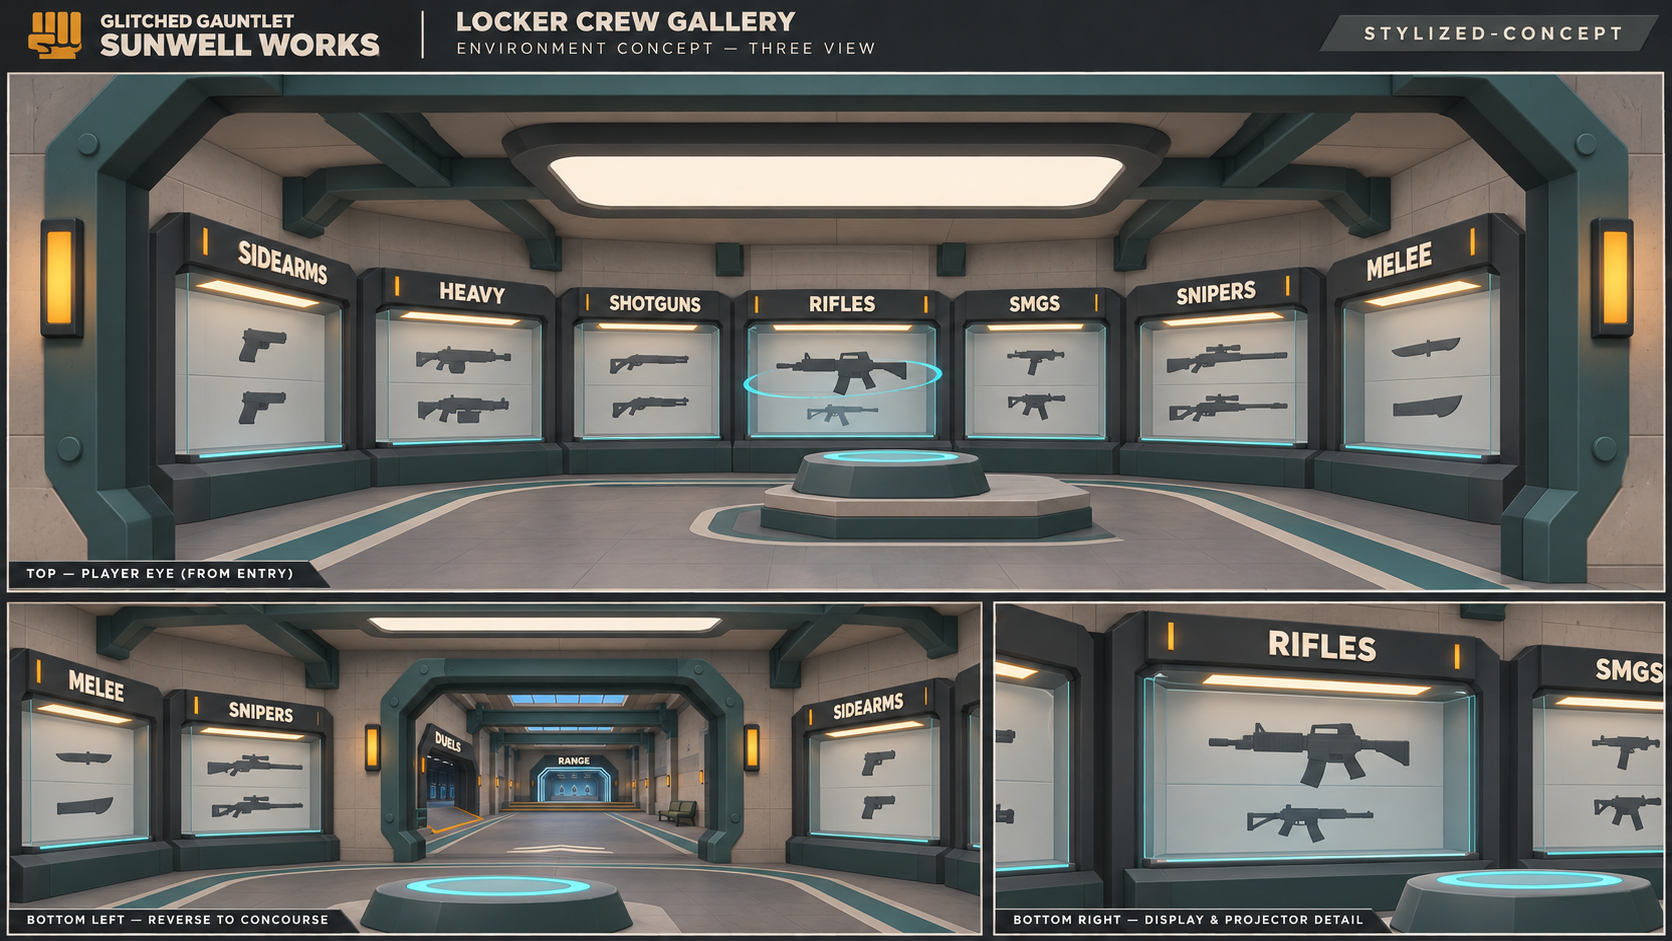 GLITCHED GAUNTLET
SUNWELL WORKS
LOCKER CREW GALLERY
ENVIRONMENT CONCEPT — THREE VIEW
STYLIZED-CONCEPT
SIDEARMS
HEAVY
SHOTGUNS
RIFLES
SMGS
SNIPERS
MELEE
TOP — PLAYER EYE (FROM ENTRY)
MELEE
SNIPERS
DUELS
RANGE
SIDEARMS
BOTTOM LEFT — REVERSE TO CONCOURSE
RIFLES
SMGS
BOTTOM RIGHT — DISPLAY & PROJECTOR DETAIL